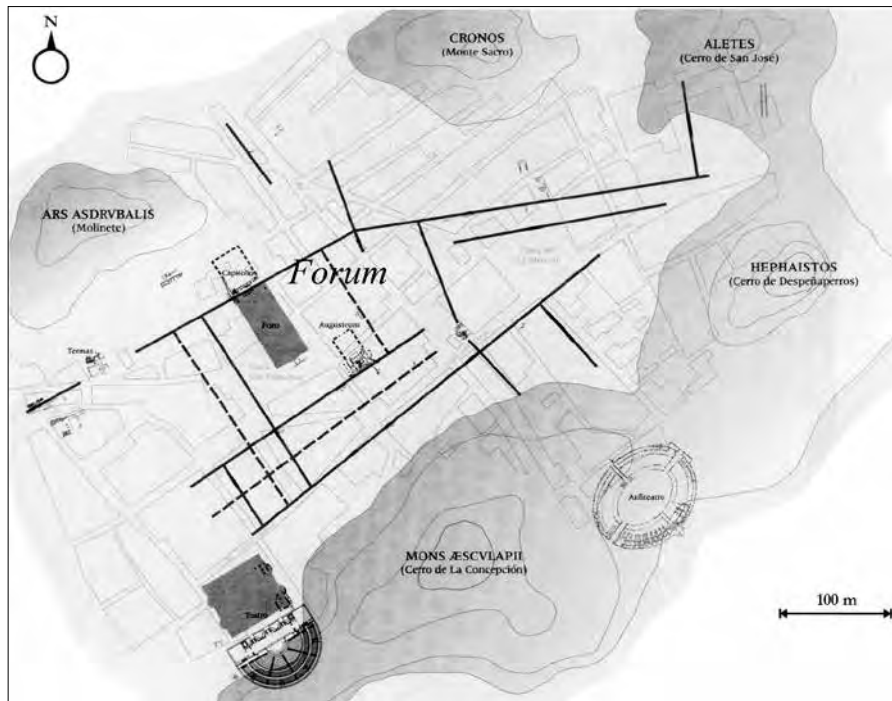 N
CRONOS
(Monte Sacro)
ALETES
(Cerro de San José)
ARS ASDRVBALIS
(Molinete)
Capitolio
Forum
HEPHAISTOS
(Cerro de Despeñaperros)
Foro
Augusteum
Termas
Anfiteatro
MONS ÆSCVLAPII
(Cerro de La Concepción)
100 m
Teatro